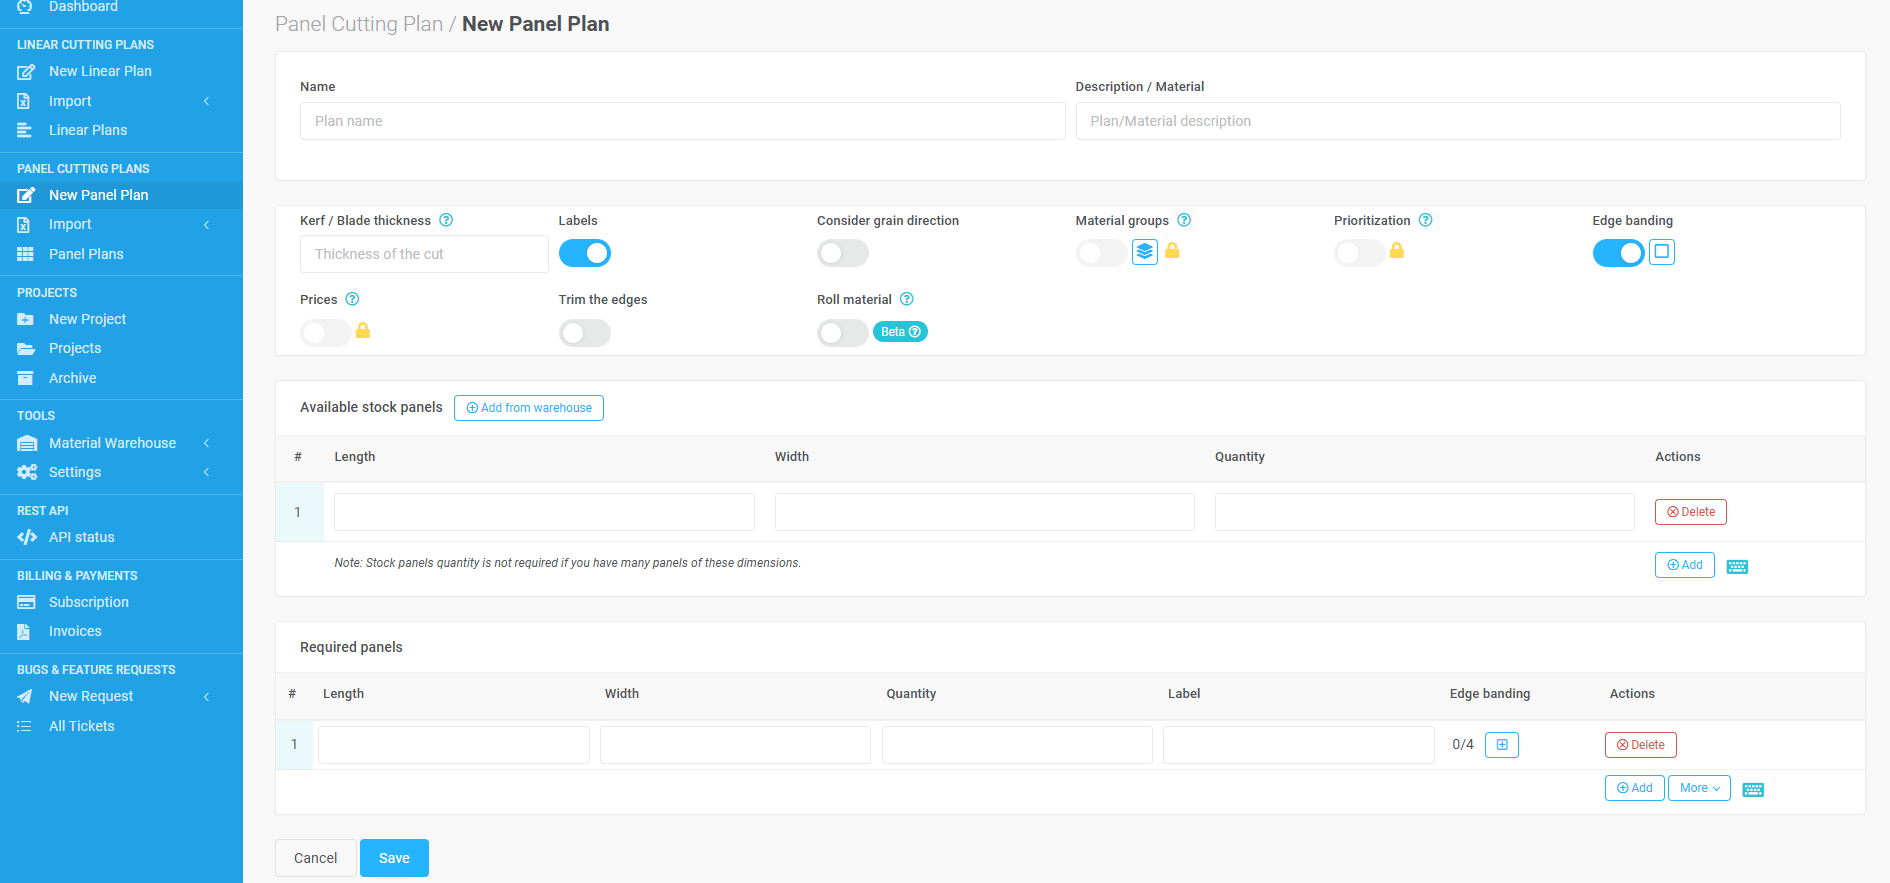 Dashboard
LINEAR CUTTING PLANS
New Linear Plan
Import
Linear Plans
PANEL CUTTING PLANS
New Panel Plan
Import
Panel Plans
PROJECTS
New Project
Projects
Archive
TOOLS
Material Warehouse
Settings
REST API
API status
BILLING & PAYMENTS
Subscription
Invoices
BUGS & FEATURE REQUESTS
New Request
All Tickets
Panel Cutting Plan / New Panel Plan
Name Description / Material
Plan name Plan/Material description
Kerf / Blade thickness Labels Consider grain direction Material groups Prioritization Edge banding
Thickness of the cut
Prices Trim the edges Roll material
Beta
Available stock panels Add from warehouse
# Length Width Quantity Actions
1 Delete
Note: Stock panels quantity is not required if you have many panels of these dimensions. Add
Required panels
# Length Width Quantity Label Edge banding Actions
1 0/4 Delete
Add More
Cancel Save